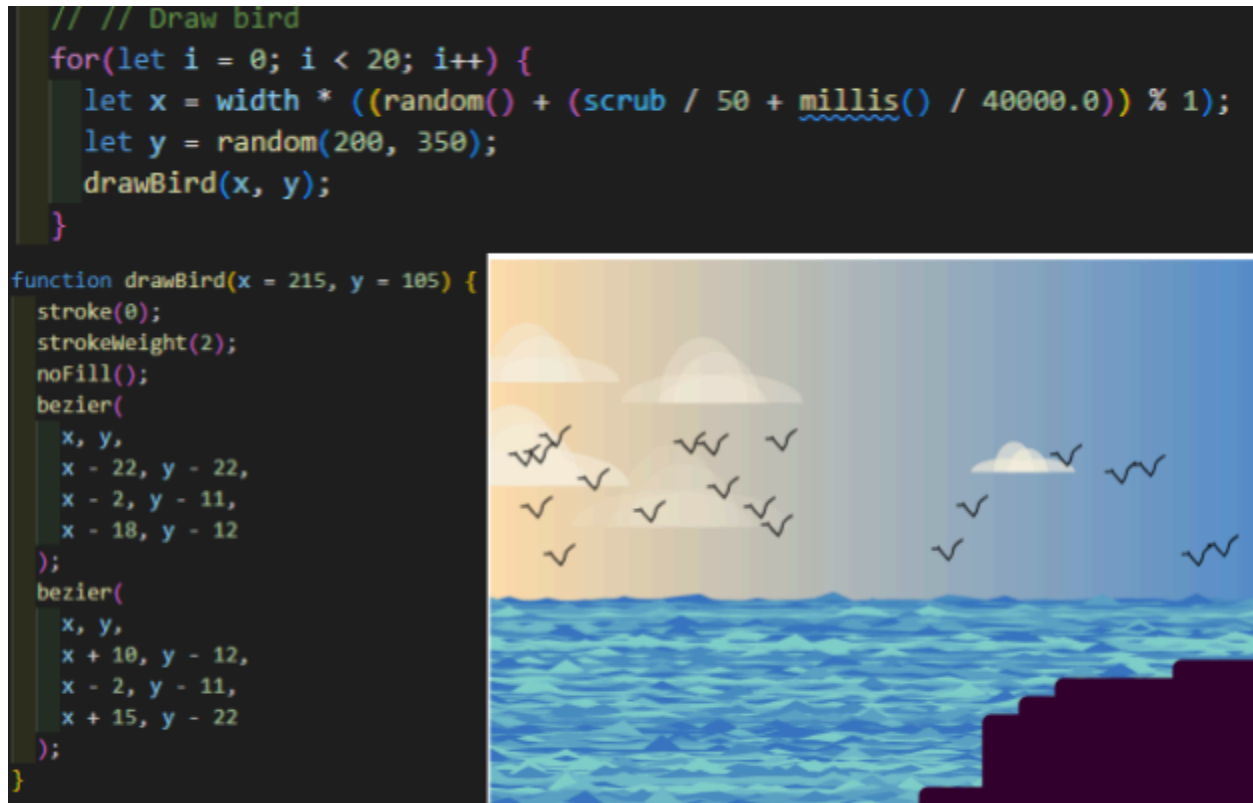 // // Draw bird
for(let i = 0; i < 20; i++) {
let x = width * ((random() + (scrub / 50 + millis() / 40000.0)) % 1);
let y = random(200, 350);
drawBird(x, y);
}
function drawBird(x = 215, y = 105) {
stroke(0);
strokeWeight(2);
noFill();
bezier(
x, y,
x - 22, y - 22,
x - 2, y - 11,
x - 18, y - 12
);
bezier(
x, y,
x + 10, y - 12,
x - 2, y - 11,
x + 15, y - 22
);
}